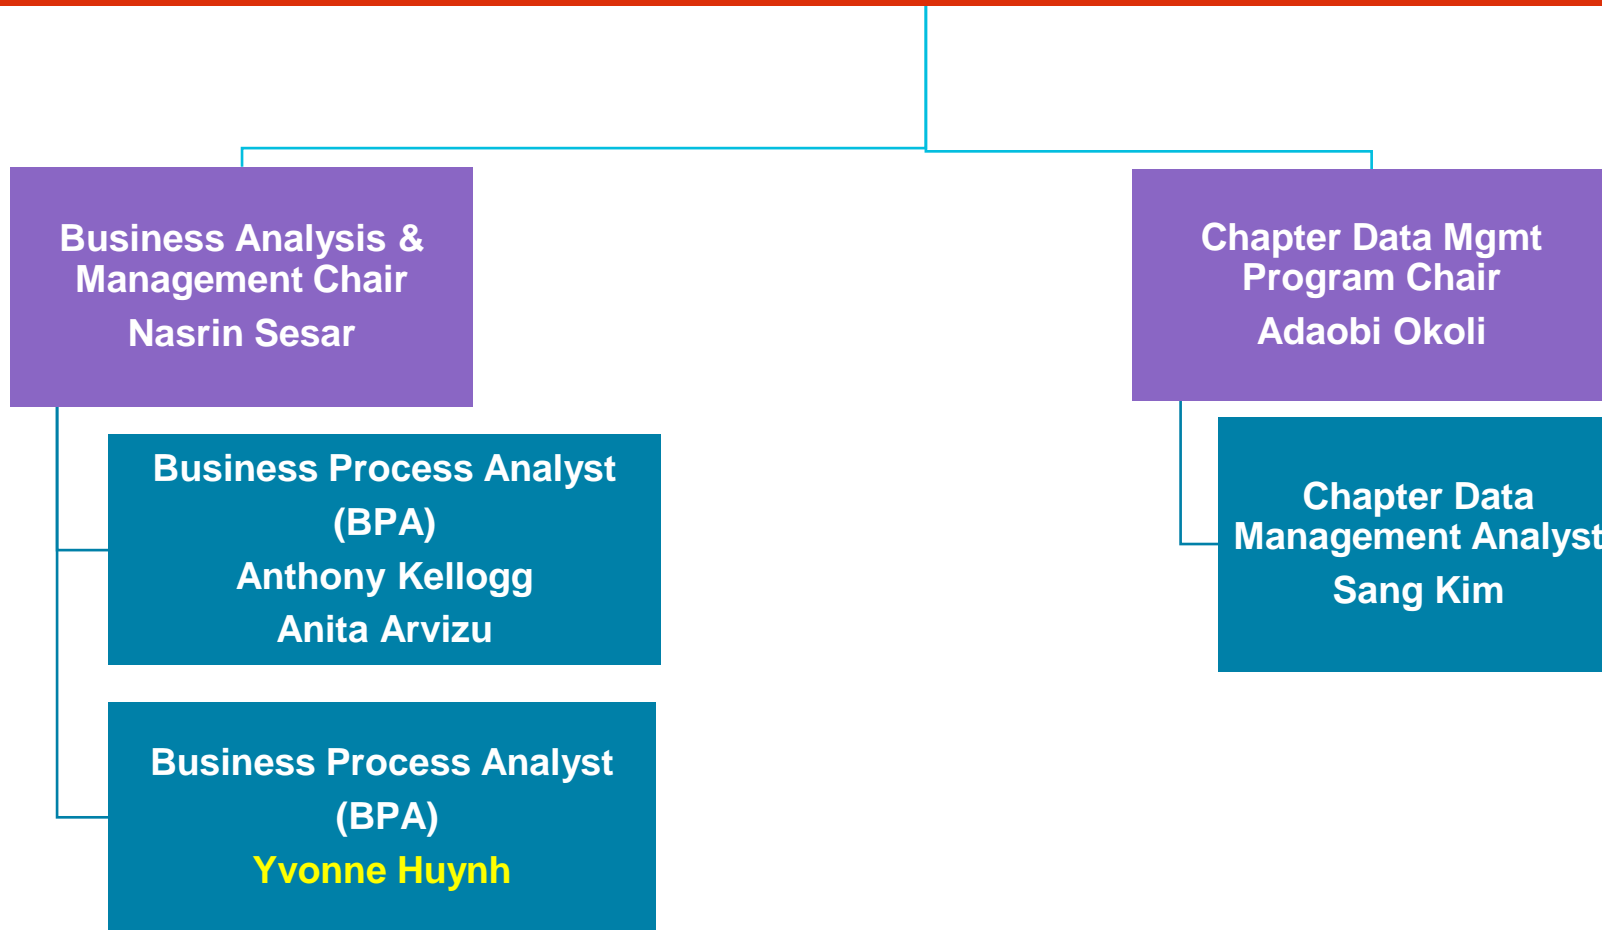 Business Analysis &
Management Chair
Nasrin Sesar
Business Process Analyst
(BPA)
Anthony Kellogg
Anita Arvizu
Business Process Analyst
(BPA)
Yvonne Huynh
Chapter Data Mgmt
Program Chair
Adaobi Okoli
Chapter Data
Management Analyst
Sang Kim